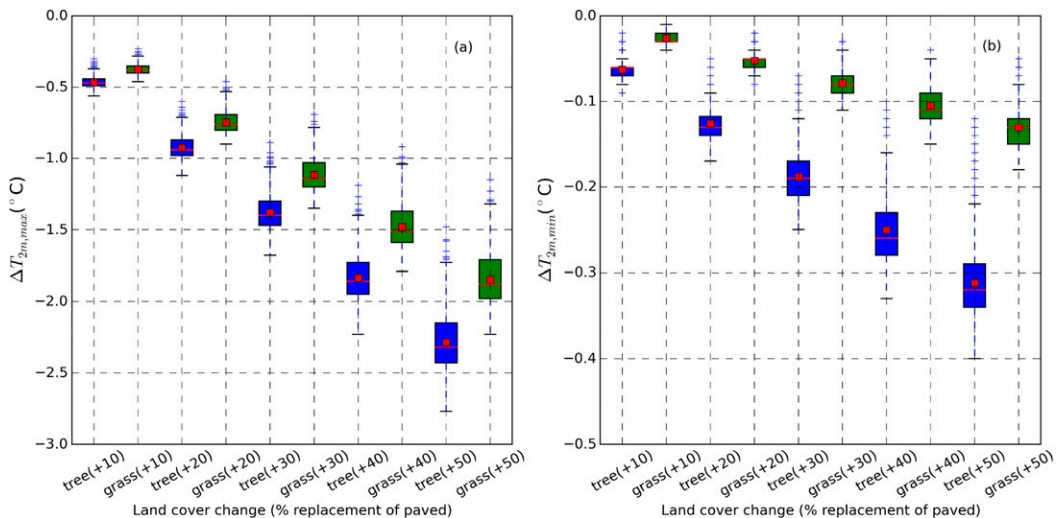 (a)
0.0
−0.5
−1.0
−1.5
−2.0
−2.5
−3.0
ΔT2m,max(° C)
tree(+10)
grass(+10)
tree(+20)
grass(+20)
tree(+30)
grass(+30)
tree(+40)
grass(+40)
tree(+50)
grass(+50)
Land cover change (% replacement of paved)
(b)
0.0
−0.1
−0.2
−0.3
−0.4
−0.5
ΔT2m,min(° C)
tree(+10)
grass(+10)
tree(+20)
grass(+20)
tree(+30)
grass(+30)
tree(+40)
grass(+40)
tree(+50)
grass(+50)
Land cover change (% replacement of paved)